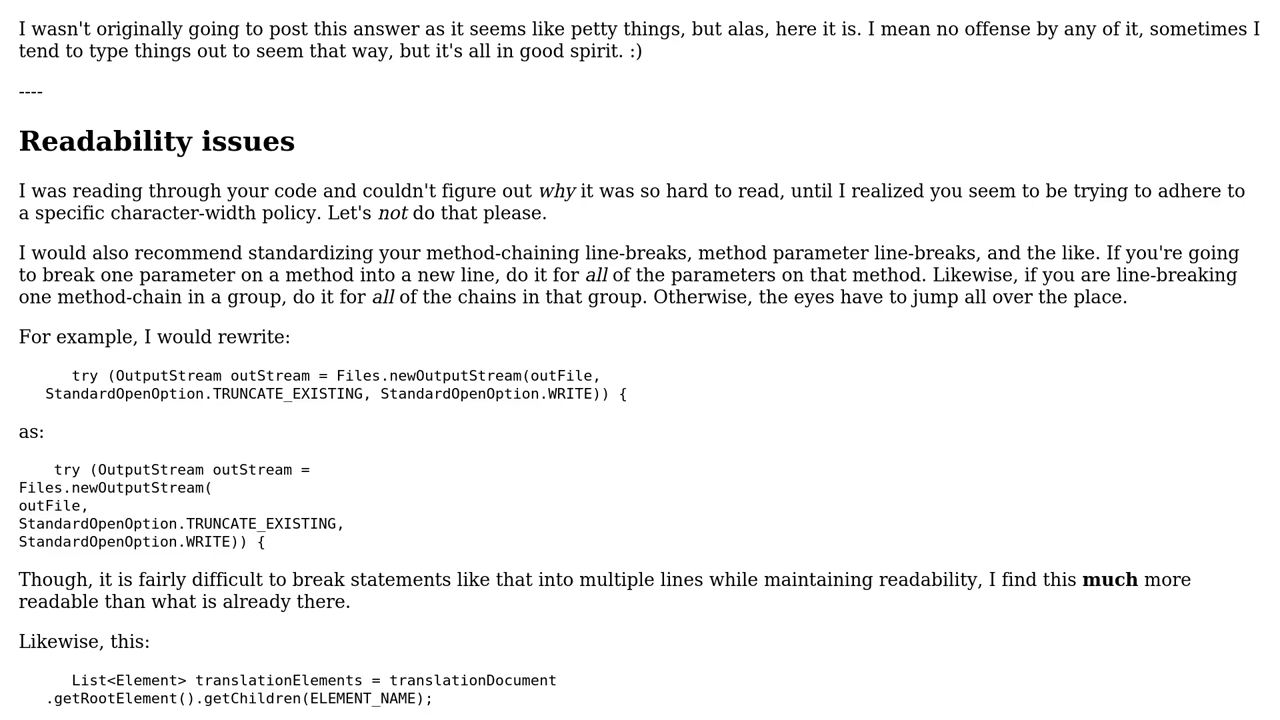 I wasn't originally going to post this answer as it seems like petty things, but alas, here it is. I mean no offense by any of it, sometimes I
tend to type things out to seem that way, but it's all in good spirit. :)
----
Readability issues
I was reading through your code and couldn't figure out why it was so hard to read, until I realized you seem to be trying to adhere to
a specific character-width policy. Let's not do that please.
I would also recommend standardizing your method-chaining line-breaks, method parameter line-breaks, and the like. If you're going
to break one parameter on a method into a new line, do it for all of the parameters on that method. Likewise, if you are line-breaking
one method-chain in a group, do it for all of the chains in that group. Otherwise, the eyes have to jump all over the place.
For example, I would rewrite:
try (OutputStream outStream = Files.newOutputStream(outFile,
StandardOpenOption.TRUNCATE_EXISTING, StandardOpenOption.WRITE)) {
as:
try (OutputStream outStream =
Files.newOutputStream(
outFile,
StandardOpenOption.TRUNCATE_EXISTING,
StandardOpenOption.WRITE)) {
Though, it is fairly difficult to break statements like that into multiple lines while maintaining readability, I find this much more
readable than what is already there.
Likewise, this:
List<Element> translationElements = translationDocument
.getRootElement().getChildren(ELEMENT_NAME);